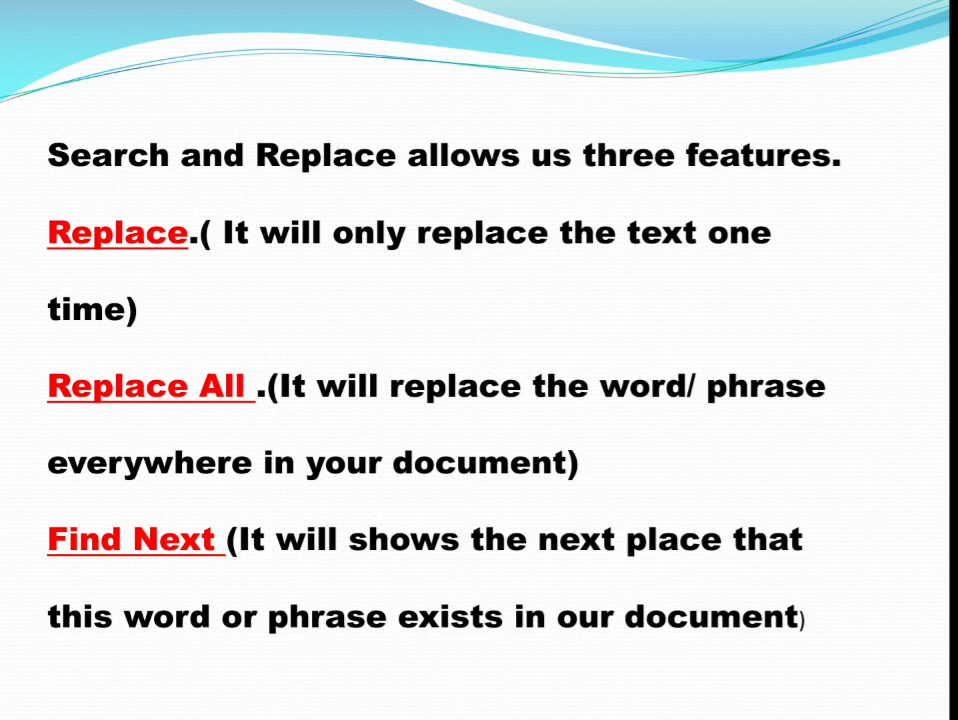 Search and Replace allows us three features.
Replace.( It will only replace the text one
time)
Replace All .(It will replace the word/ phrase
everywhere in your document)
Find Next (It will shows the next place that
this word or phrase exists in our document)